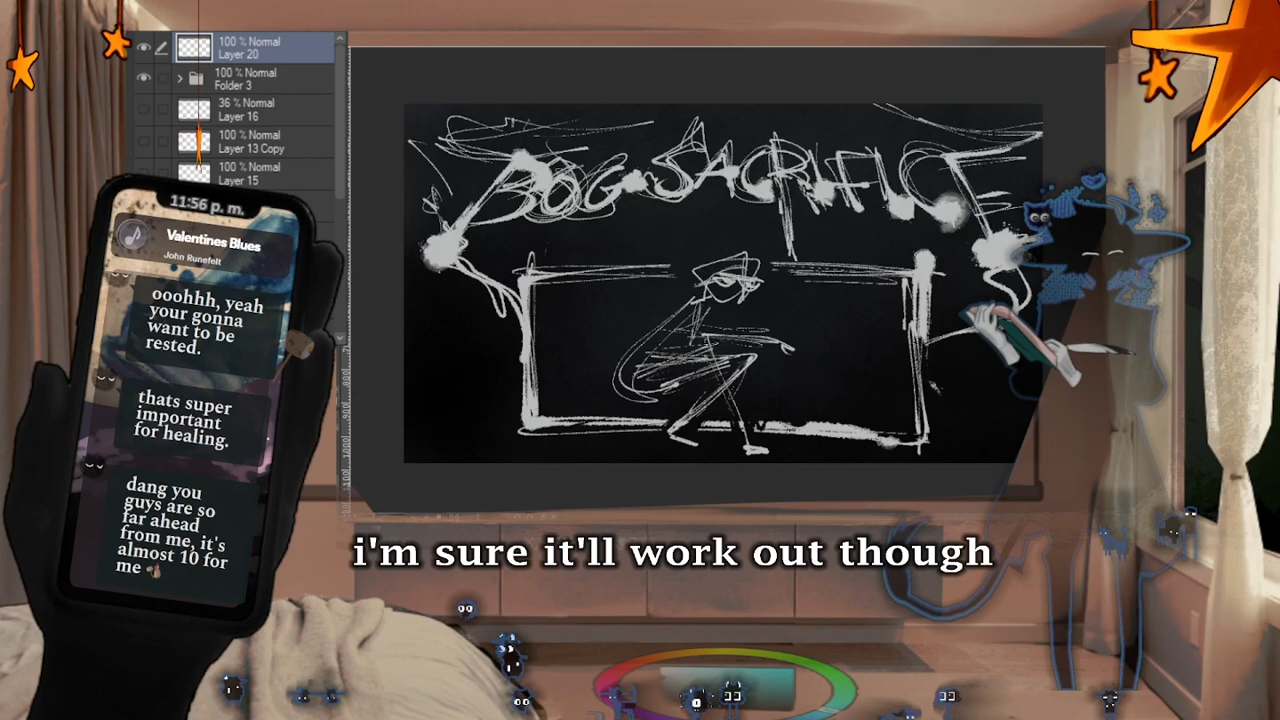 100 % Normal
Layer 20
100 % Normal
Folder 3
36 % Normal
Layer 16
100 % Normal
Layer 13 Copy
100 % Normal
Layer 15
11:56 p. m.
Valentines Blues
John Runefelt
ooohhh, yeah
your gonna
want to be
rested.
thats super
important
for healing.
dang you
guys are so
far ahead
from me, it's
almost 10 for
me
BOG SACRIFICE
i'm sure it'll work out though